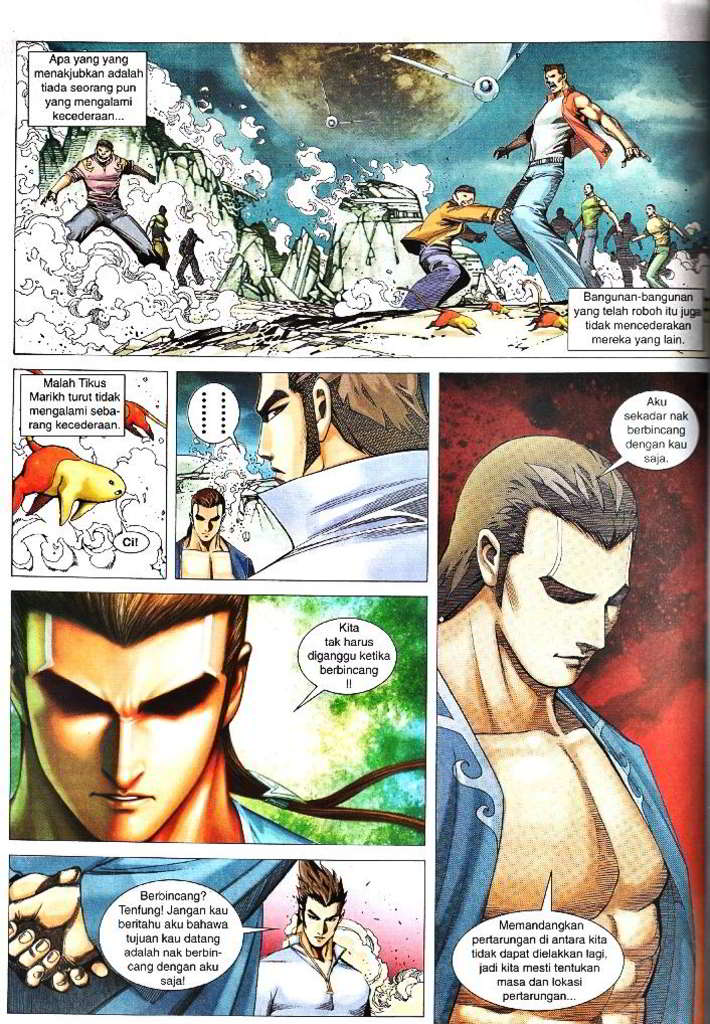 Apa yang yang
menakjubkan adalah
tiada seorang pun
yang mengalami
kecederaan...
Bangunan-bangunan
yang telah roboh itu juga
tidak mencederakan
mereka yang lain.
Malah Tikus
Marikh turut tidak
mengalami seba-
rang kecederaan.
Ci!
Aku
sekadar nak
berbincang
dengan kau
saja.
Kita
tak harus
diganggu ketika
berbincang
!!
Berbincang?
Tenfung! Jangan kau
beritahu aku bahawa
tujuan kau datang
adalah nak berbin-
cang dengan aku
saja!
Memandangkan
pertarungan di antara kita
tidak dapat dielakkan lagi,
jadi kita mesti tentukan
masa dan lokasi
pertarungan...